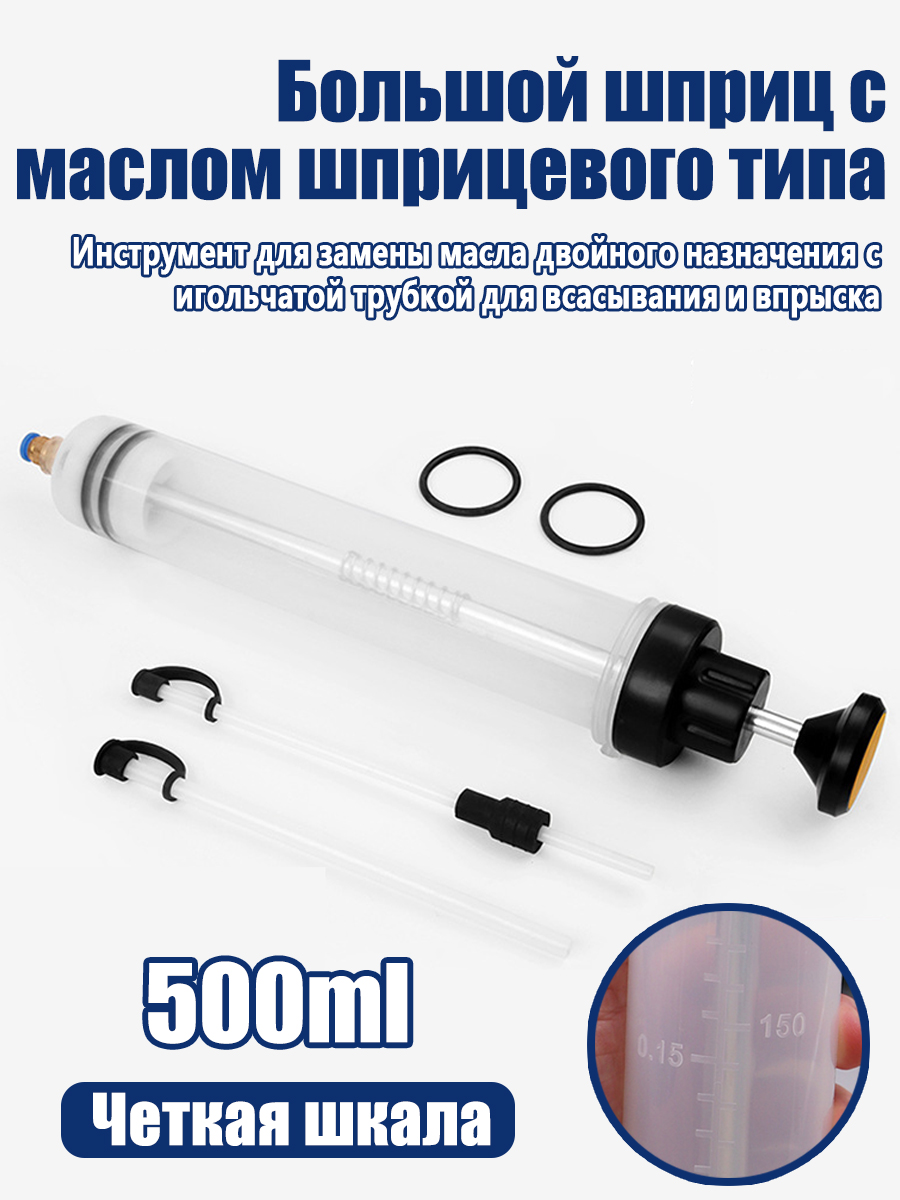 Большой шприц с
маслом шприцевого типа
Инструмент для замены масла двойного назначения с
игольчатой трубкой для всасывания и впрыска
0.15
150
500ml
Четкая шкала